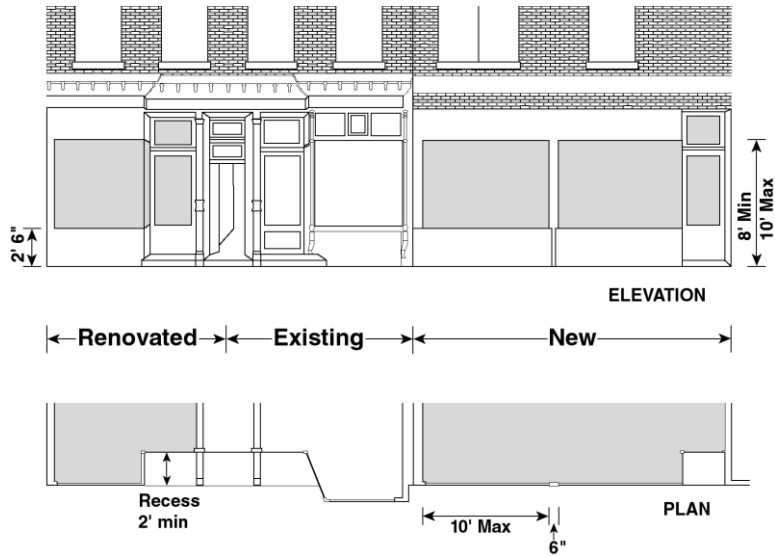 2' 6"
8' Min
10' Max
ELEVATION
Renovated
Existing
New
Recess
2' min
10' Max
6"
PLAN